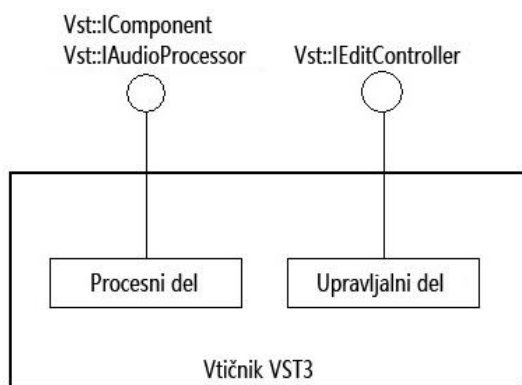 Vst::IComponent
Vst::IAudioProcessor
Vst::IEditController
Procesni del
Upravljalni del
Vtičnik VST3